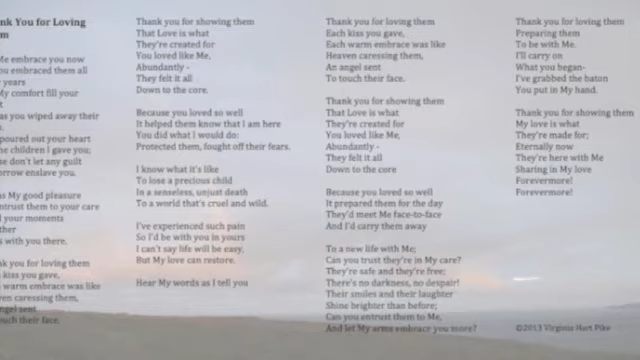 nk You for Loving
m
Me embrace you now
ou embraced them all
years
My comfort fill your
t
as you wiped away their
poured out your heart
he children I gave you;
se don't let any guilt
orrow enslave you.
as My good pleasure
entrust them to your care
your moments
ther
s with you there.
k you for loving them
kiss you gave,
warm embrace was like
ven caressing them,
angel sent
ouch their face.
Thank you for showing them
That Love is what
They're created for
You loved like Me,
Abundantly -
They felt it all
Down to the core.
Because you loved so well
It helped them know that I am here
You did what I would do:
Protected them, fought off their fears.
I know what it's like
To lose a precious child
In a senseless, unjust death
To a world that's cruel and wild.
I've experienced such pain
So I'd be with you in yours
I can't say life will be easy,
But My love can restore.
Hear My words as I tell you
Thank you for loving them
Each kiss you gave,
Each warm embrace was like
Heaven caressing them,
An angel sent
To touch their face.
Thank you for showing them
That Love is what
They're created for
You loved like Me,
Abundantly -
They felt it all
Down to the core
Because you loved so well
It prepared them for the day
They'd meet Me face-to-face
And I'd carry them away
To a new life with Me;
Can you trust they're in My care?
They're safe and they're free;
There's no darkness, no despair!
Their smiles and their laughter
Shine brighter than before;
Can you entrust them to Me,
And let My arms embrace you more?
Thank you for loving them
Preparing them
To be with Me.
I'll carry on
What you began-
I've grabbed the baton
You put in My hand.
Thank you for showing them
My love is what
They're made for;
Eternally now
They're here with Me
Sharing in My love
Forevermore!
Forevermore!
©2013 Virginia Hart Pike